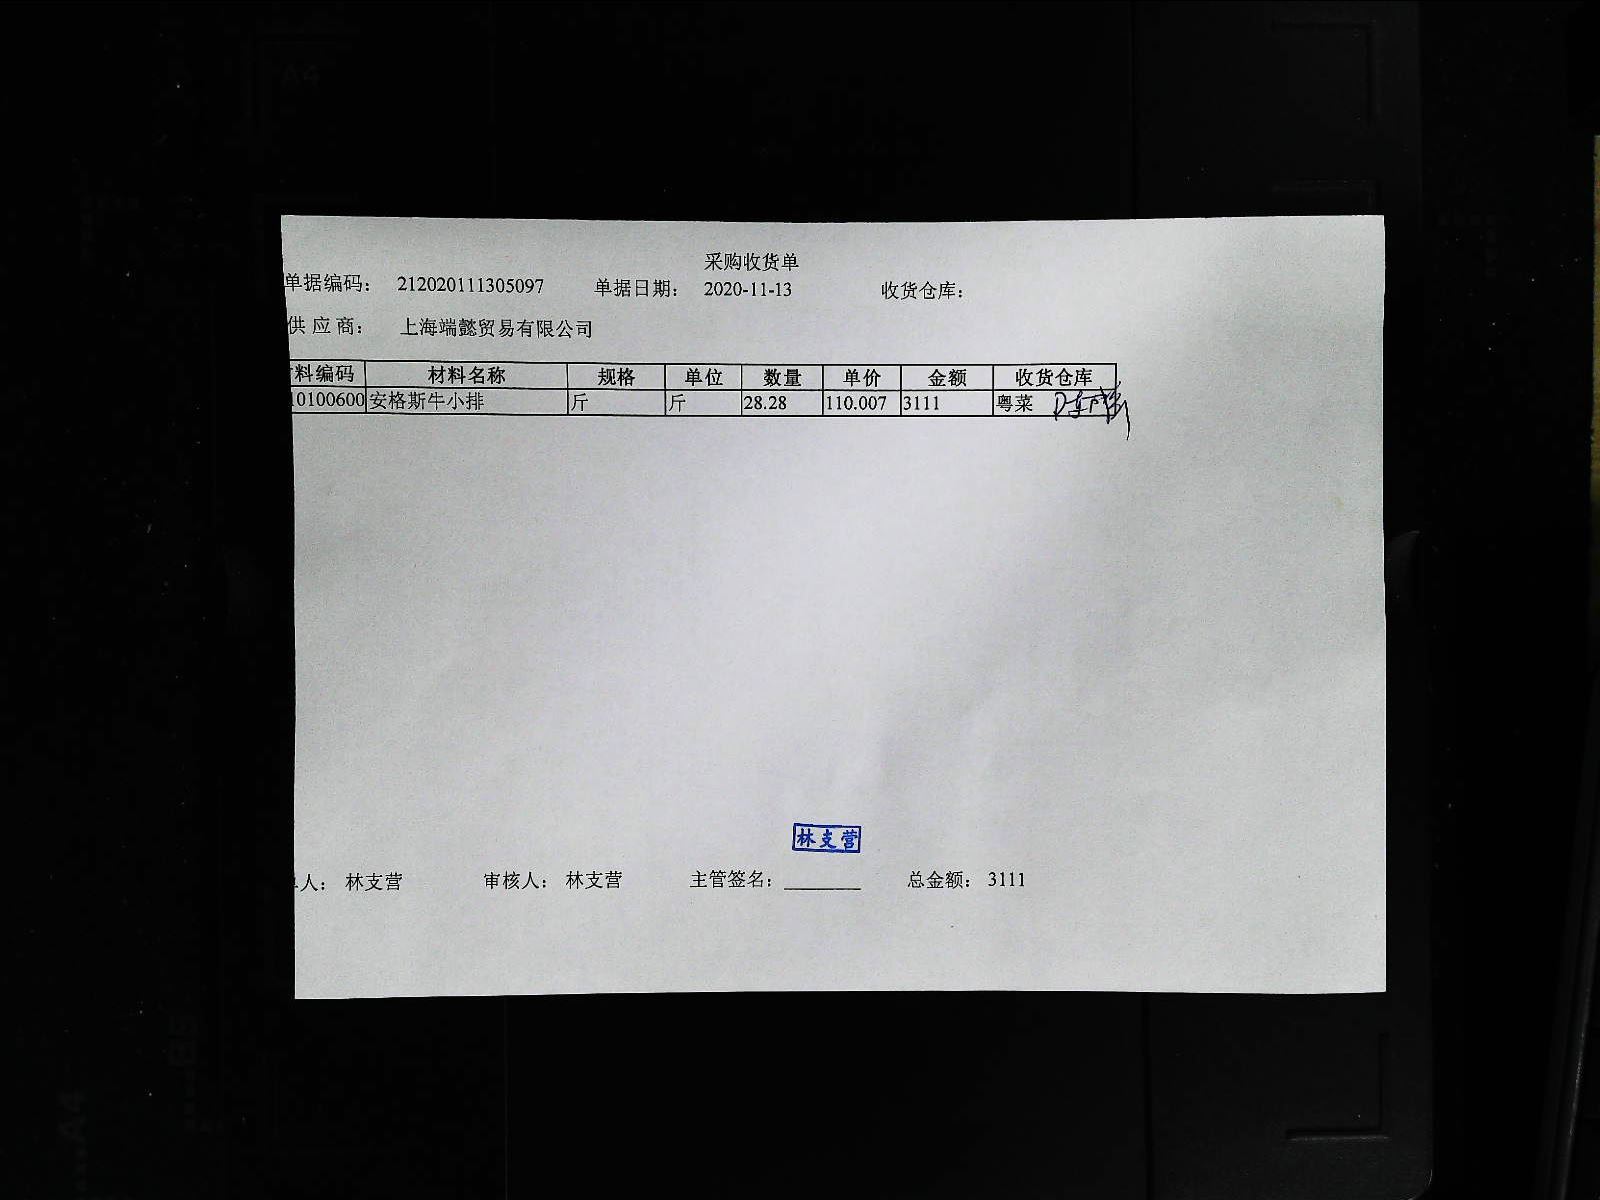 采购收货单
单据编码： 212020111305097 单据日期： 2020-11-13 收货仓库：
供应商： 上海端懿贸易有限公司
料编码 材料名称 规格 单位 数量 单价 金额 收货仓库
10100600 安格斯牛小排 斤 斤 28.28 110.007 3111 粤菜
林支营
人： 林支营 审核人： 林支营 主管签名： 总金额： 3111